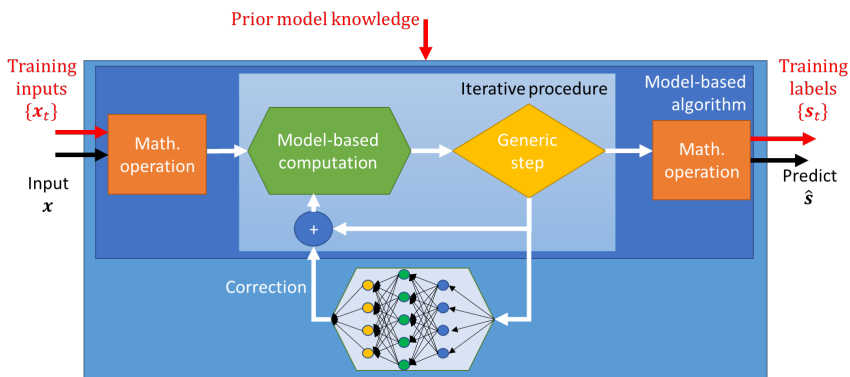 Prior model knowledge
Training
inputs
{𝒙ₜ}
Input
𝒙
Math.
operation
Model-based
computation
Iterative procedure
Generic
step
Model-based
algorithm
Math.
operation
Training
labels
{𝒔ₜ}
Predict
𝒔̂
+
Correction